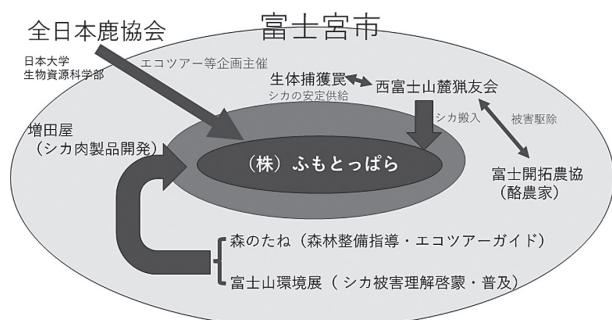 富士宮市
全日本鹿協会
日本大学
生物資源科学部
エコツアー等企画主催
生体捕獲罠
シカの安定供給
西富士山麓猟友会
シカ搬入
被害駆除
増田屋
（シカ肉製品開発）
（株）ふもとっぱら
富士開拓農協
（酪農家）
森のたね（森林整備指導・エコツアーガイド）
富士山環境展（ シカ被害理解啓蒙・普及）